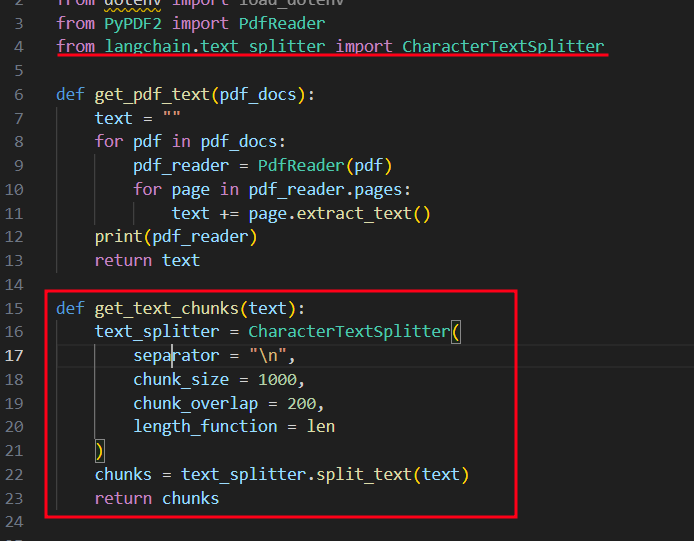 2 from dotenv import load_dotenv
3 from PyPDF2 import PdfReader
4 from langchain.text_splitter import CharacterTextSplitter
5
6 def get_pdf_text(pdf_docs):
7     text = ""
8     for pdf in pdf_docs:
9         pdf_reader = PdfReader(pdf)
10         for page in pdf_reader.pages:
11             text += page.extract_text()
12     print(pdf_reader)
13     return text
14
15 def get_text_chunks(text):
16     text_splitter = CharacterTextSplitter(
17         separator = "\n",
18         chunk_size = 1000,
19         chunk_overlap = 200,
20         length_function = len
21     )
22     chunks = text_splitter.split_text(text)
23     return chunks
24